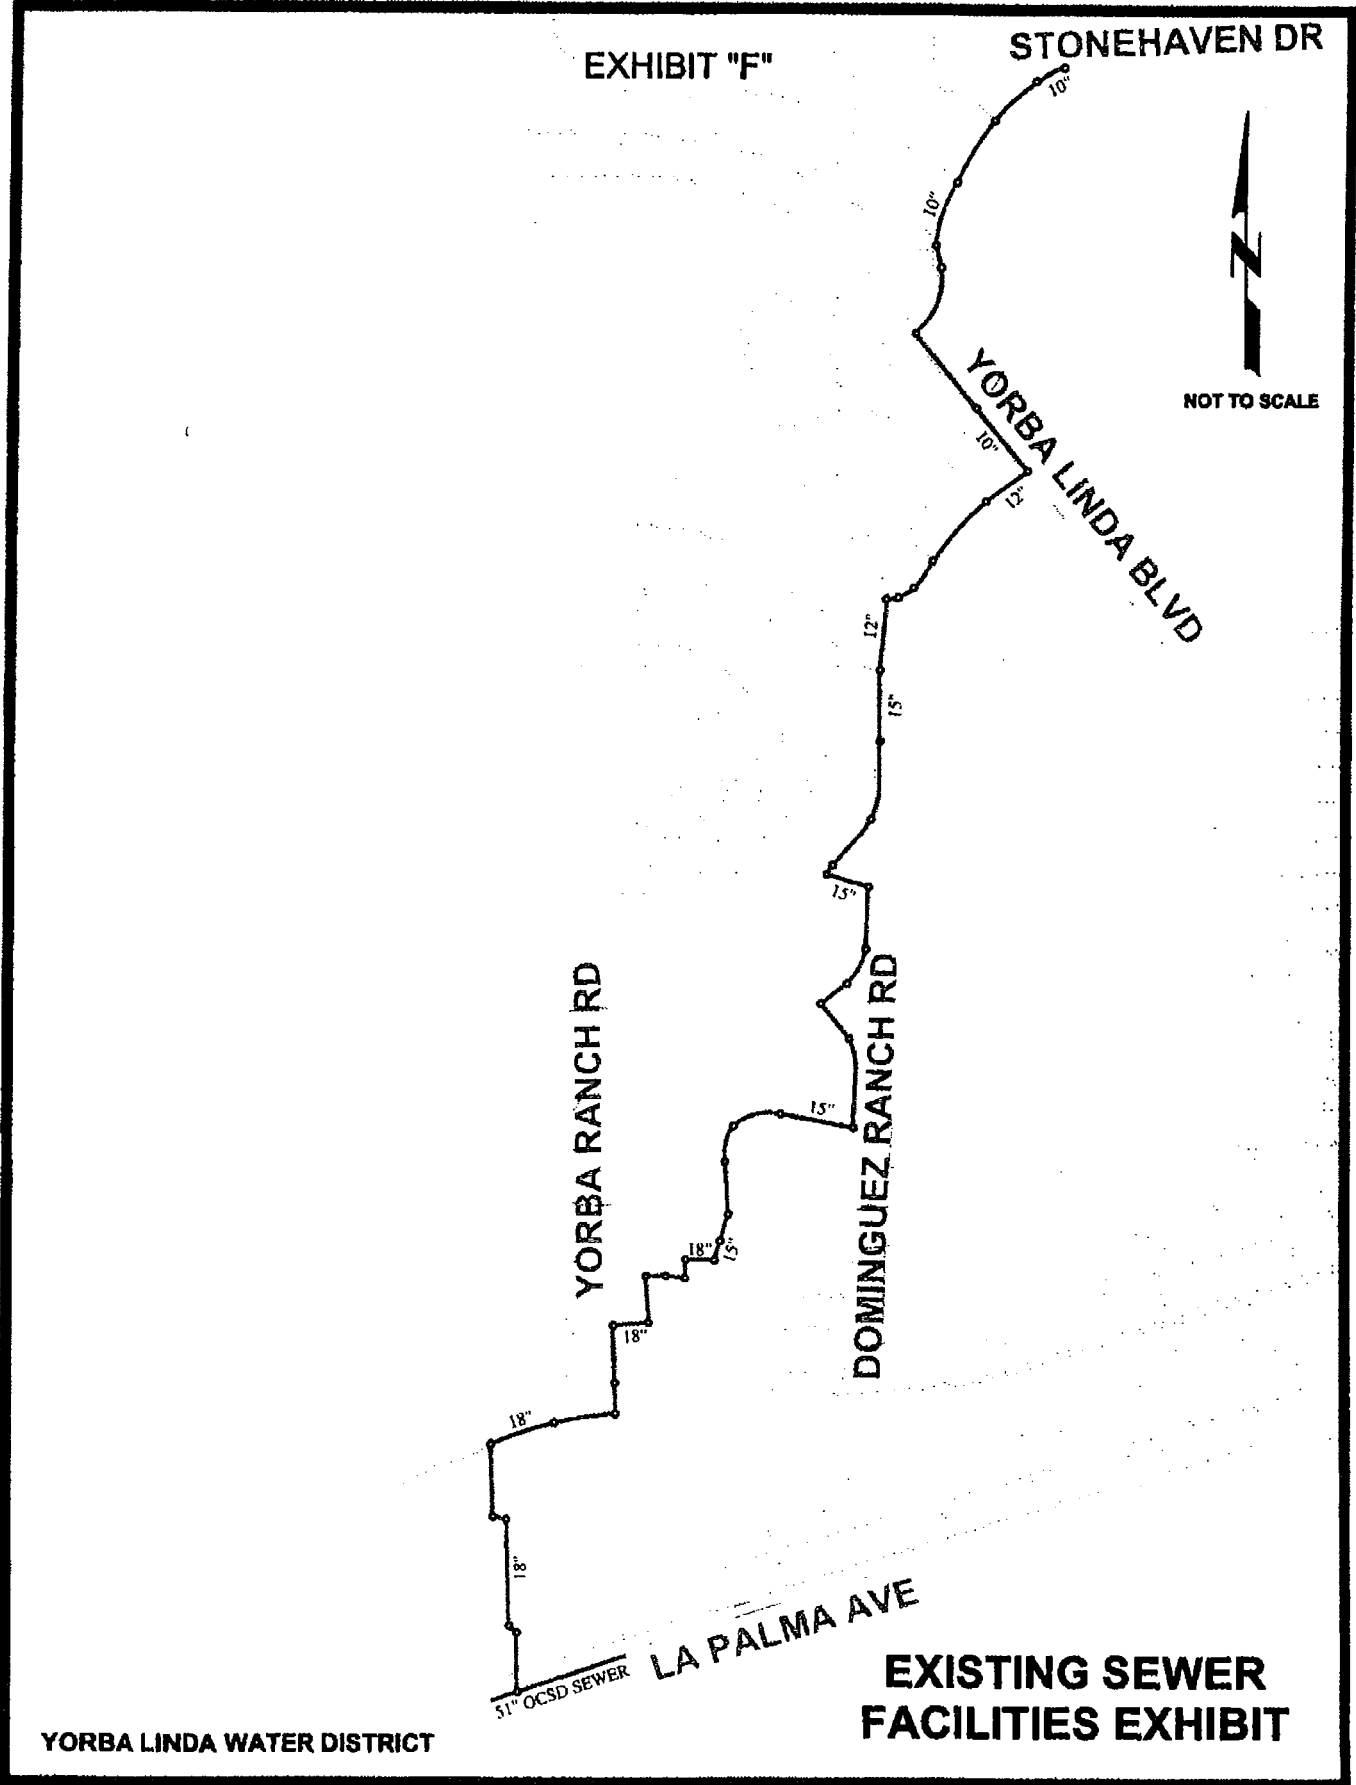 EXHIBIT "F"
STONEHAVEN DR
10"
10"
N
NOT TO SCALE
YORBA LINDA BLVD
10"
12"
12"
15"
15"
YORBA RANCH RD
DOMINGUEZ RANCH RD
15"
18"
15"
18"
18"
18"
LA PALMA AVE
51" OCSD SEWER
EXISTING SEWER
FACILITIES EXHIBIT
YORBA LINDA WATER DISTRICT